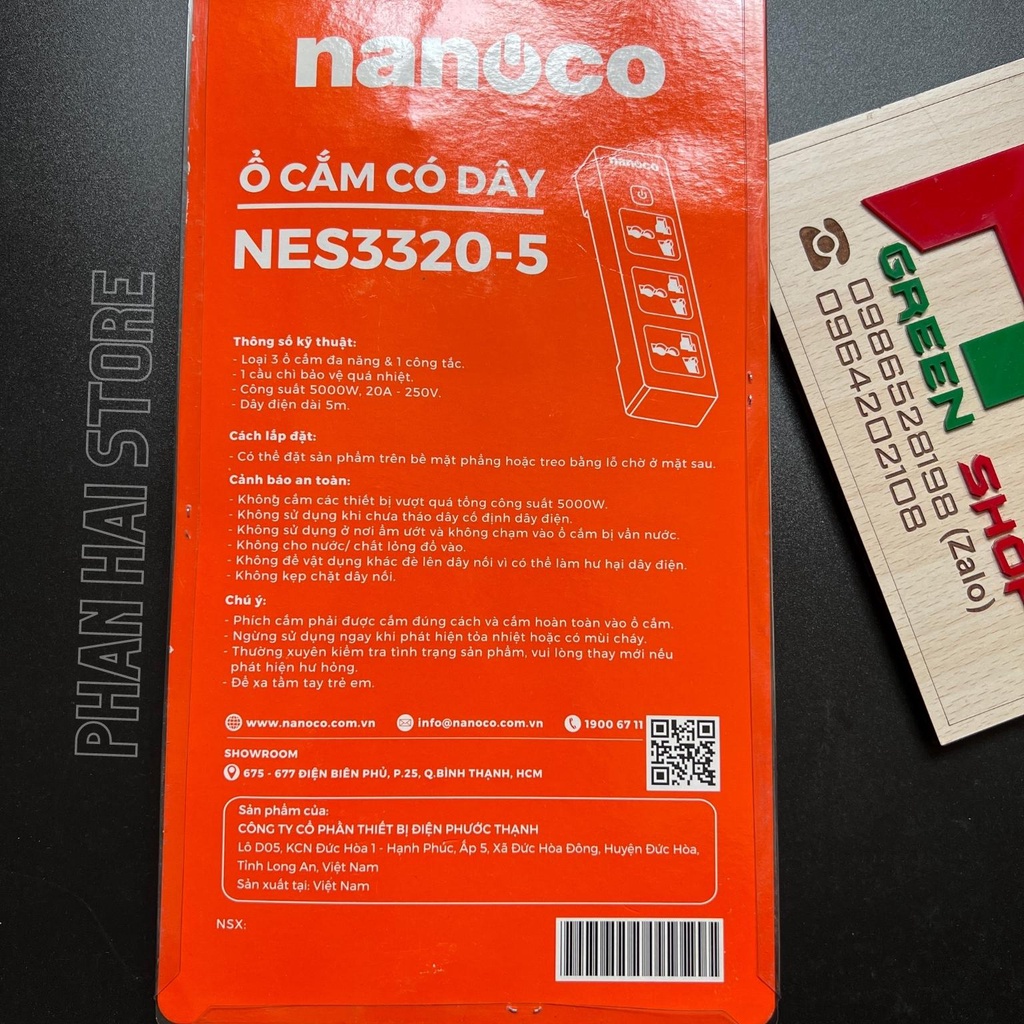 nanoco
Ổ CẮM CÓ DÂY
NES3320-5
nanoco
Thông số kỹ thuật:
- Loại 3 ổ cắm đa năng & 1 công tắc.
- 1 cầu chì bảo vệ quá nhiệt.
- Công suất 5000W, 20A - 250V.
- Dây điện dài 5m.
Cách lắp đặt:
- Có thể đặt sản phẩm trên bề mặt phẳng hoặc treo bằng lỗ chờ ở mặt sau.
Cảnh báo an toàn:
- Không cắm các thiết bị vượt quá tổng công suất 5000W.
- Không sử dụng khi chưa tháo dây cố định dây điện.
- Không sử dụng ở nơi ẩm ướt và không chạm vào ổ cắm bị vấn nước.
- Không cho nước/ chất lỏng đổ vào.
- Không để vật dụng khác đè lên dây nối vì có thể làm hư hại dây điện.
- Không kẹp chặt dây nối.
Chú ý:
- Phích cắm phải được cắm đúng cách và cắm hoàn toàn vào ổ cắm.
- Ngừng sử dụng ngay khi phát hiện tỏa nhiệt hoặc có mùi cháy.
- Thường xuyên kiểm tra tình trạng sản phẩm, vui lòng thay mới nếu
phát hiện hư hỏng.
- Để xa tầm tay trẻ em.
www.nanoco.com.vn info@nanoco.com.vn 1900 67 11
SHOWROOM
675 - 677 ĐIỆN BIÊN PHỦ, P.25, Q.BÌNH THẠNH, HCM
Sản phẩm của:
CÔNG TY CỔ PHẦN THIẾT BỊ ĐIỆN PHƯỚC THẠNH
Lô D05, KCN Đức Hòa 1 - Hạnh Phúc, Ấp 5, Xã Đức Hòa Đông, Huyện Đức Hòa,
Tỉnh Long An, Việt Nam
Sản xuất tại: Việt Nam
NSX:
PHAN HAI STORE
GREEN SHOP
0986528198 (Zalo)
0964202108